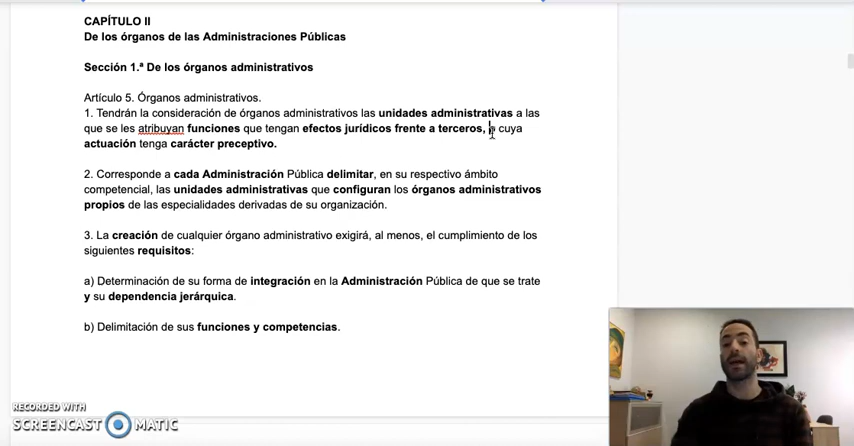 CAPÍTULO II
De los órganos de las Administraciones Públicas
Sección 1.ª De los órganos administrativos
Artículo 5. Órganos administrativos.
1. Tendrán la consideración de órganos administrativos las unidades administrativas a las
que se les atribuyan funciones que tengan efectos jurídicos frente a terceros, o cuya
actuación tenga carácter preceptivo.
2. Corresponde a cada Administración Pública delimitar, en su respectivo ámbito
competencial, las unidades administrativas que configuran los órganos administrativos
propios de las especialidades derivadas de su organización.
3. La creación de cualquier órgano administrativo exigirá, al menos, el cumplimiento de los
siguientes requisitos:
a) Determinación de su forma de integración en la Administración Pública de que se trate
y su dependencia jerárquica.
b) Delimitación de sus funciones y competencias.
RECORDED WITH
SCREENCAST MATIC